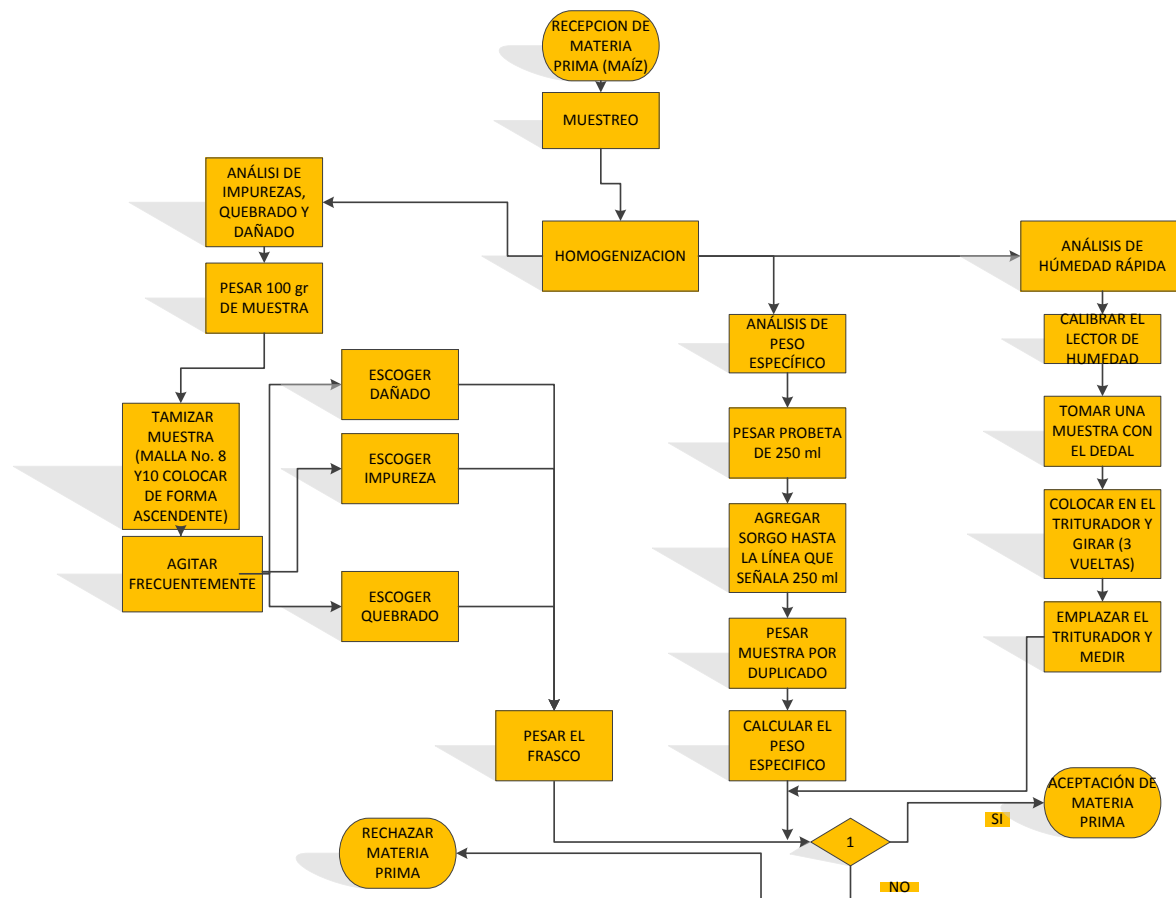 RECEPCION DE
MATERIA
PRIMA (MAÍZ)
MUESTREO
HOMOGENIZACION
ANÁLISI DE
IMPUREZAS,
QUEBRADO Y
DAÑADO
PESAR 100 gr
DE MUESTRA
TAMIZAR
MUESTRA
(MALLA No. 8
Y10 COLOCAR
DE FORMA
ASCENDENTE)
AGITAR
FRECUENTEMENTE
ESCOGER
DAÑADO
ESCOGER
IMPUREZA
ESCOGER
QUEBRADO
PESAR EL
FRASCO
ANÁLISIS DE
PESO
ESPECÍFICO
PESAR PROBETA
DE 250 ml
AGREGAR
SORGO HASTA
LA LÍNEA QUE
SEÑALA 250 ml
PESAR
MUESTRA POR
DUPLICADO
CALCULAR EL
PESO
ESPECIFICO
ANÁLISIS DE
HÚMEDAD RÁPIDA
CALIBRAR EL
LECTOR DE
HUMEDAD
TOMAR UNA
MUESTRA CON
EL DEDAL
COLOCAR EN EL
TRITURADOR Y
GIRAR (3
VUELTAS)
EMPLAZAR EL
TRITURADOR Y
MEDIR
1
SI
ACEPTACIÓN DE
MATERIA
PRIMA
NO
RECHAZAR
MATERIA
PRIMA